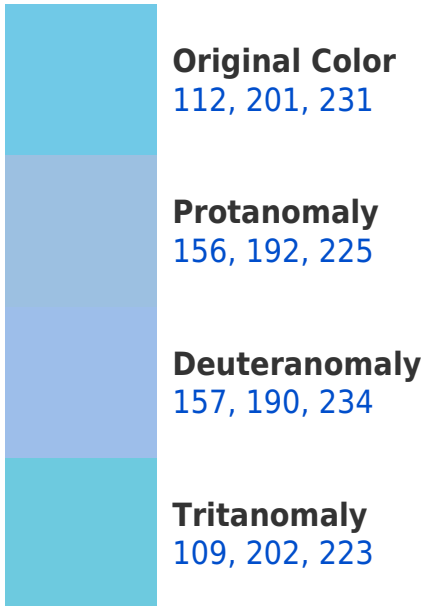 Original Color
112, 201, 231
Protanomaly
156, 192, 225
Deuteranomaly
157, 190, 234
Tritanomaly
109, 202, 223